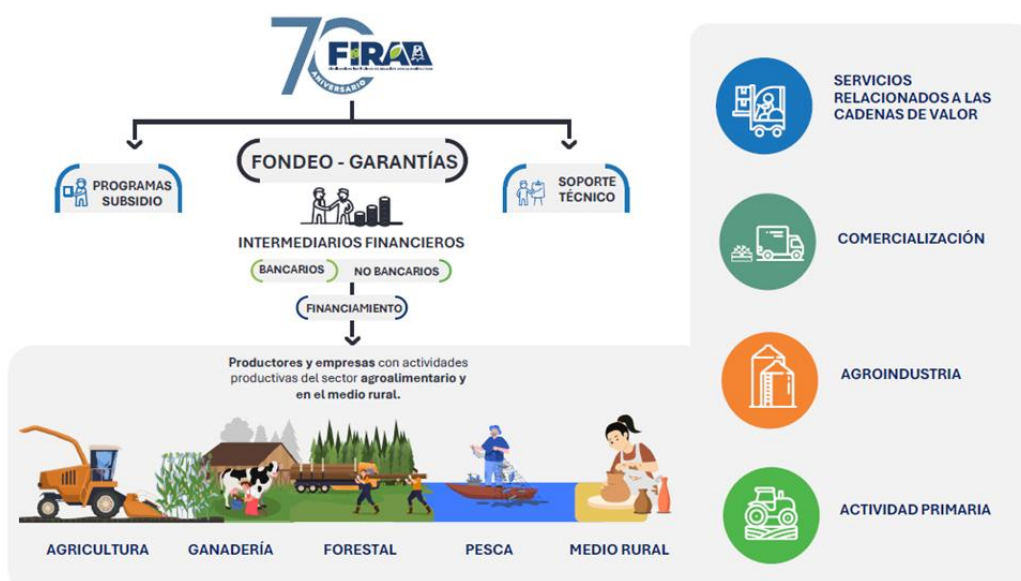 70
ANIVERSARIO
FIRA
PROGRAMAS
SUBSIDIO
FONDEO - GARANTÍAS
SOPORTE
TÉCNICO
INTERMEDIARIOS FINANCIEROS
BANCARIOS
NO BANCARIOS
FINANCIAMIENTO
Productores y empresas con actividades
productivas del sector agroalimentario y
en el medio rural.
AGRICULTURA
GANADERÍA
FORESTAL
PESCA
MEDIO RURAL
SERVICIOS
RELACIONADOS A LAS
CADENAS DE VALOR
COMERCIALIZACIÓN
AGROINDUSTRIA
ACTIVIDAD PRIMARIA